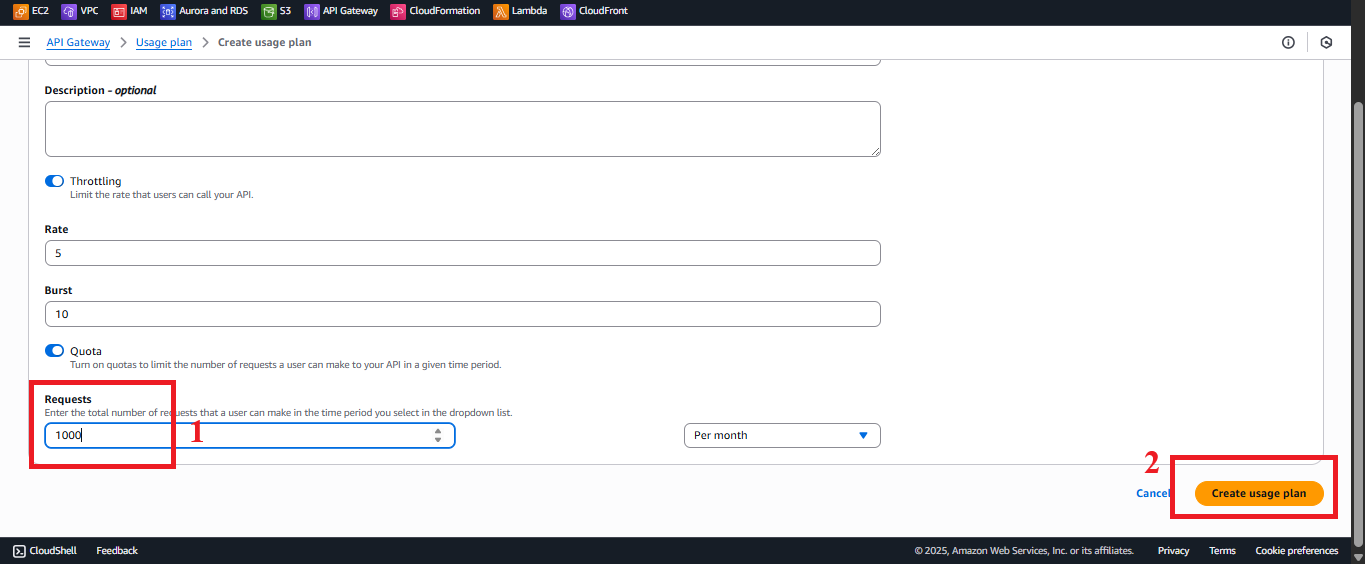 EC2 VPC IAM Aurora and RDS S3 API Gateway CloudFormation Lambda CloudFront
API Gateway > Usage plan > Create usage plan
Description - optional
Throttling
Limit the rate that users can call your API.
Rate
5
Burst
10
Quota
Turn on quotas to limit the number of requests a user can make to your API in a given time period.
Requests
Enter the total number of requests that a user can make in the time period you select in the dropdown list.
1000 1 Per month
2
Cancel Create usage plan
CloudShell Feedback © 2025, Amazon Web Services, Inc. or its affiliates. Privacy Terms Cookie preferences